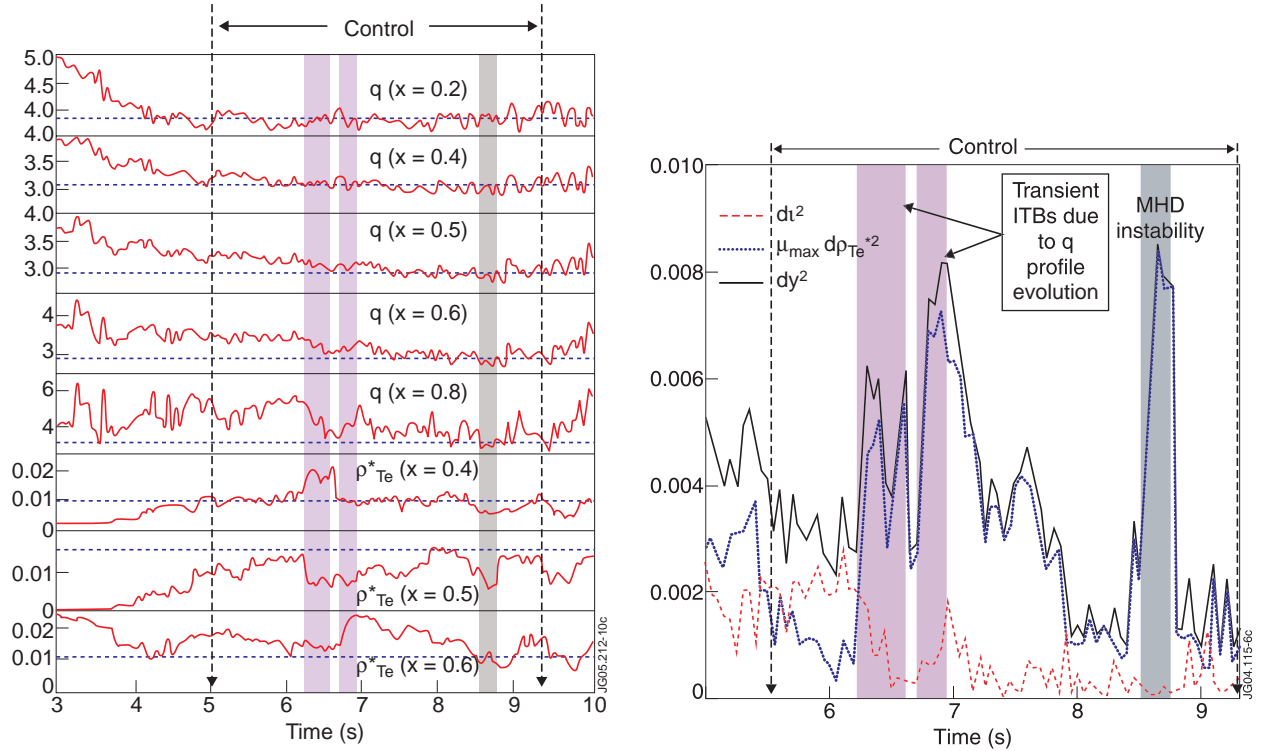 Control
5.0
4.5
4.0
4.0
q (x = 0.2)
3.5
3.0
q (x = 0.4)
4.0
3.5
3.0
q (x = 0.5)
4
3
q (x = 0.6)
6
4
q (x = 0.8)
0.02
0.01
0
ρ*Te (x = 0.4)
0.01
0
ρ*Te (x = 0.5)
0.02
0.01
0
ρ*Te (x = 0.6)
3 4 5 6 7 8 9 10
Time (s)
JG05.212-10c
Control
0.010
0.008
0.006
0.004
0.002
0
dι²
μmax dρTe*²
dy²
Transient
ITBs due
to q
profile
evolution
MHD
instability
6 7 8 9
Time (s)
JG04.115-6c